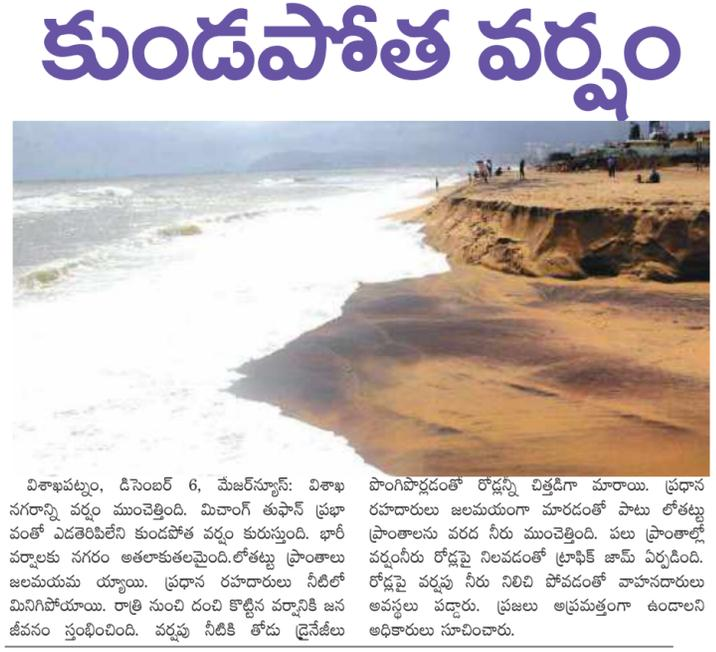 కుండపోత వర్షం
విశాఖపట్నం, డిసెంబర్ 6, మేజర్‌న్యూస్: విశాఖ
నగరాన్ని వర్షం ముంచెత్తింది. మిచాంగ్ తుఫాన్ ప్రభా
వంతో ఎడతెరిపిలేని కుండపోత వర్షం కురుస్తుంది. భారీ
వర్షాలకు నగరం అతలాకుతలమైంది.లోతట్టు ప్రాంతాలు
జలమయమ య్యాయి. ప్రధాన రహదారులు నీటిలో
మినిగిపోయాయి. రాత్రి నుంచి దంచి కొట్టిన వర్షానికి జన
జీవనం స్తంభించింది. వర్షపు నీటికి తోడు డ్రైనేజీలు
పొంగిపొర్లడంతో రోడ్లన్నీ చిత్తడిగా మారాయి. ప్రధాన
రహదారులు జలమయంగా మారడంతో పాటు లోతట్టు
ప్రాంతాలను వరద నీరు ముంచెత్తింది. పలు ప్రాంతాల్లో
వర్షంనీరు రోడ్లపై నిలవడంతో ట్రాఫిక్ జామ్ ఏర్పడింది.
రోడ్లపై వర్షపు నీరు నిలిచి పోవడంతో వాహనదారులు
అవస్థలు పడ్డారు. ప్రజలు అప్రమత్తంగా ఉండాలని
అధికారులు సూచించారు.